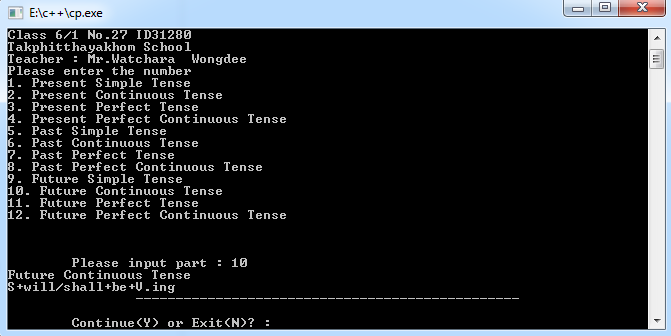 E:\c++\cp.exe
Class 6/1 No.27 ID31280
Takphitthayakhom School
Teacher : Mr.Watchara  Wongdee
Please enter the number
1. Present Simple Tense
2. Present Continuous Tense
3. Present Perfect Tense
4. Present Perfect Continuous Tense
5. Past Simple Tense
6. Past Continuous Tense
7. Past Perfect Tense
8. Past Perfect Continuous Tense
9. Future Simple Tense
10. Future Continuous Tense
11. Future Perfect Tense
12. Future Perfect Continuous Tense
Please input part : 10
Future Continuous Tense
S+will/shall+be+V.ing
------------------------------------------------
Continue(Y) or Exit(N)? :